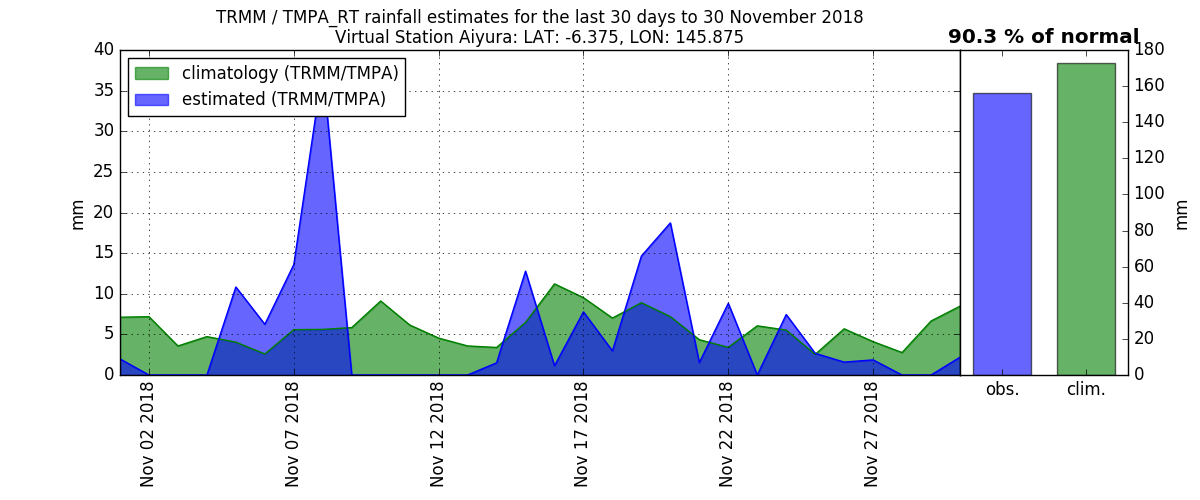 TRMM / TMPA_RT rainfall estimates for the last 30 days to 30 November 2018
Virtual Station Aiyura: LAT: -6.375, LON: 145.875
90.3 % of normal
climatology (TRMM/TMPA)
estimated (TRMM/TMPA)
40
35
30
25
20
15
10
5
0
mm
Nov 02 2018
Nov 07 2018
Nov 12 2018
Nov 17 2018
Nov 22 2018
Nov 27 2018
180
160
140
120
100
80
60
40
20
0
mm
obs.
clim.